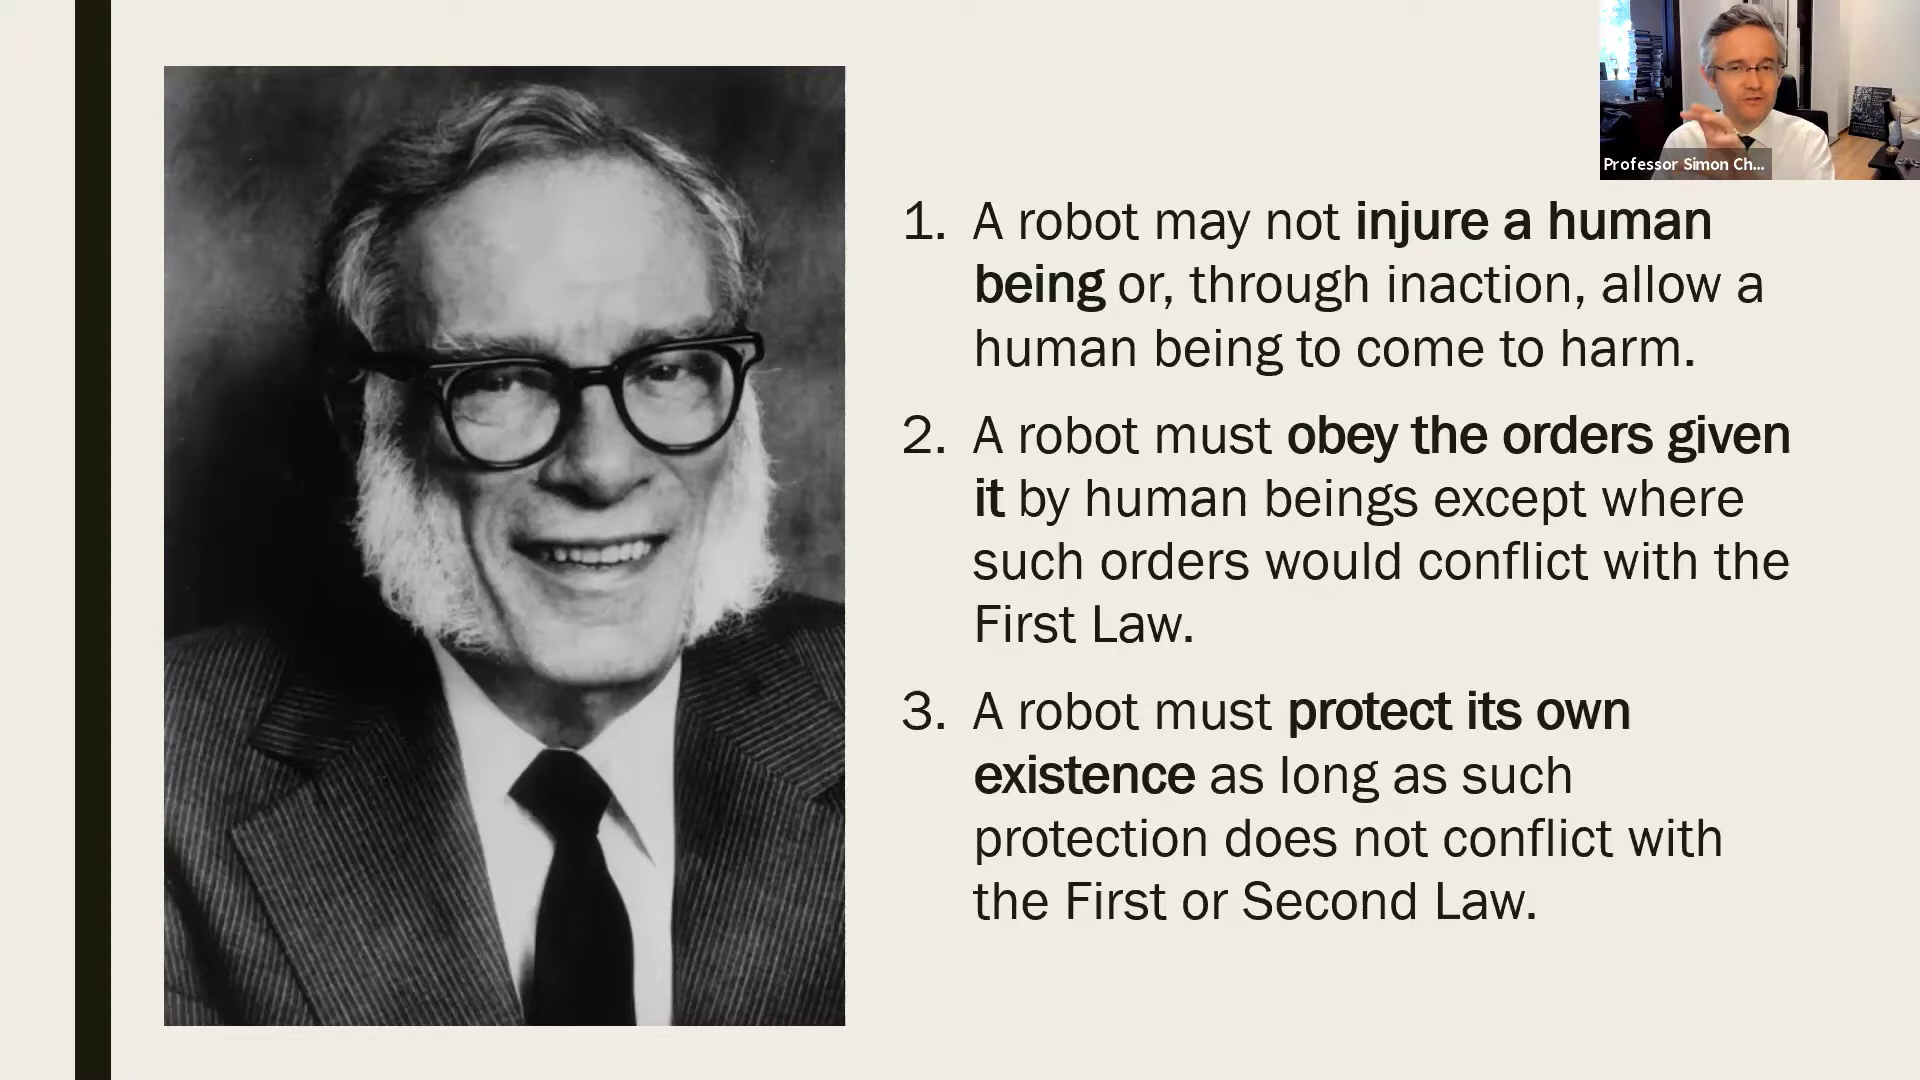 Professor Simon Ch...
1. A robot may not injure a human
being or, through inaction, allow a
human being to come to harm.
2. A robot must obey the orders given
it by human beings except where
such orders would conflict with the
First Law.
3. A robot must protect its own
existence as long as such
protection does not conflict with
the First or Second Law.